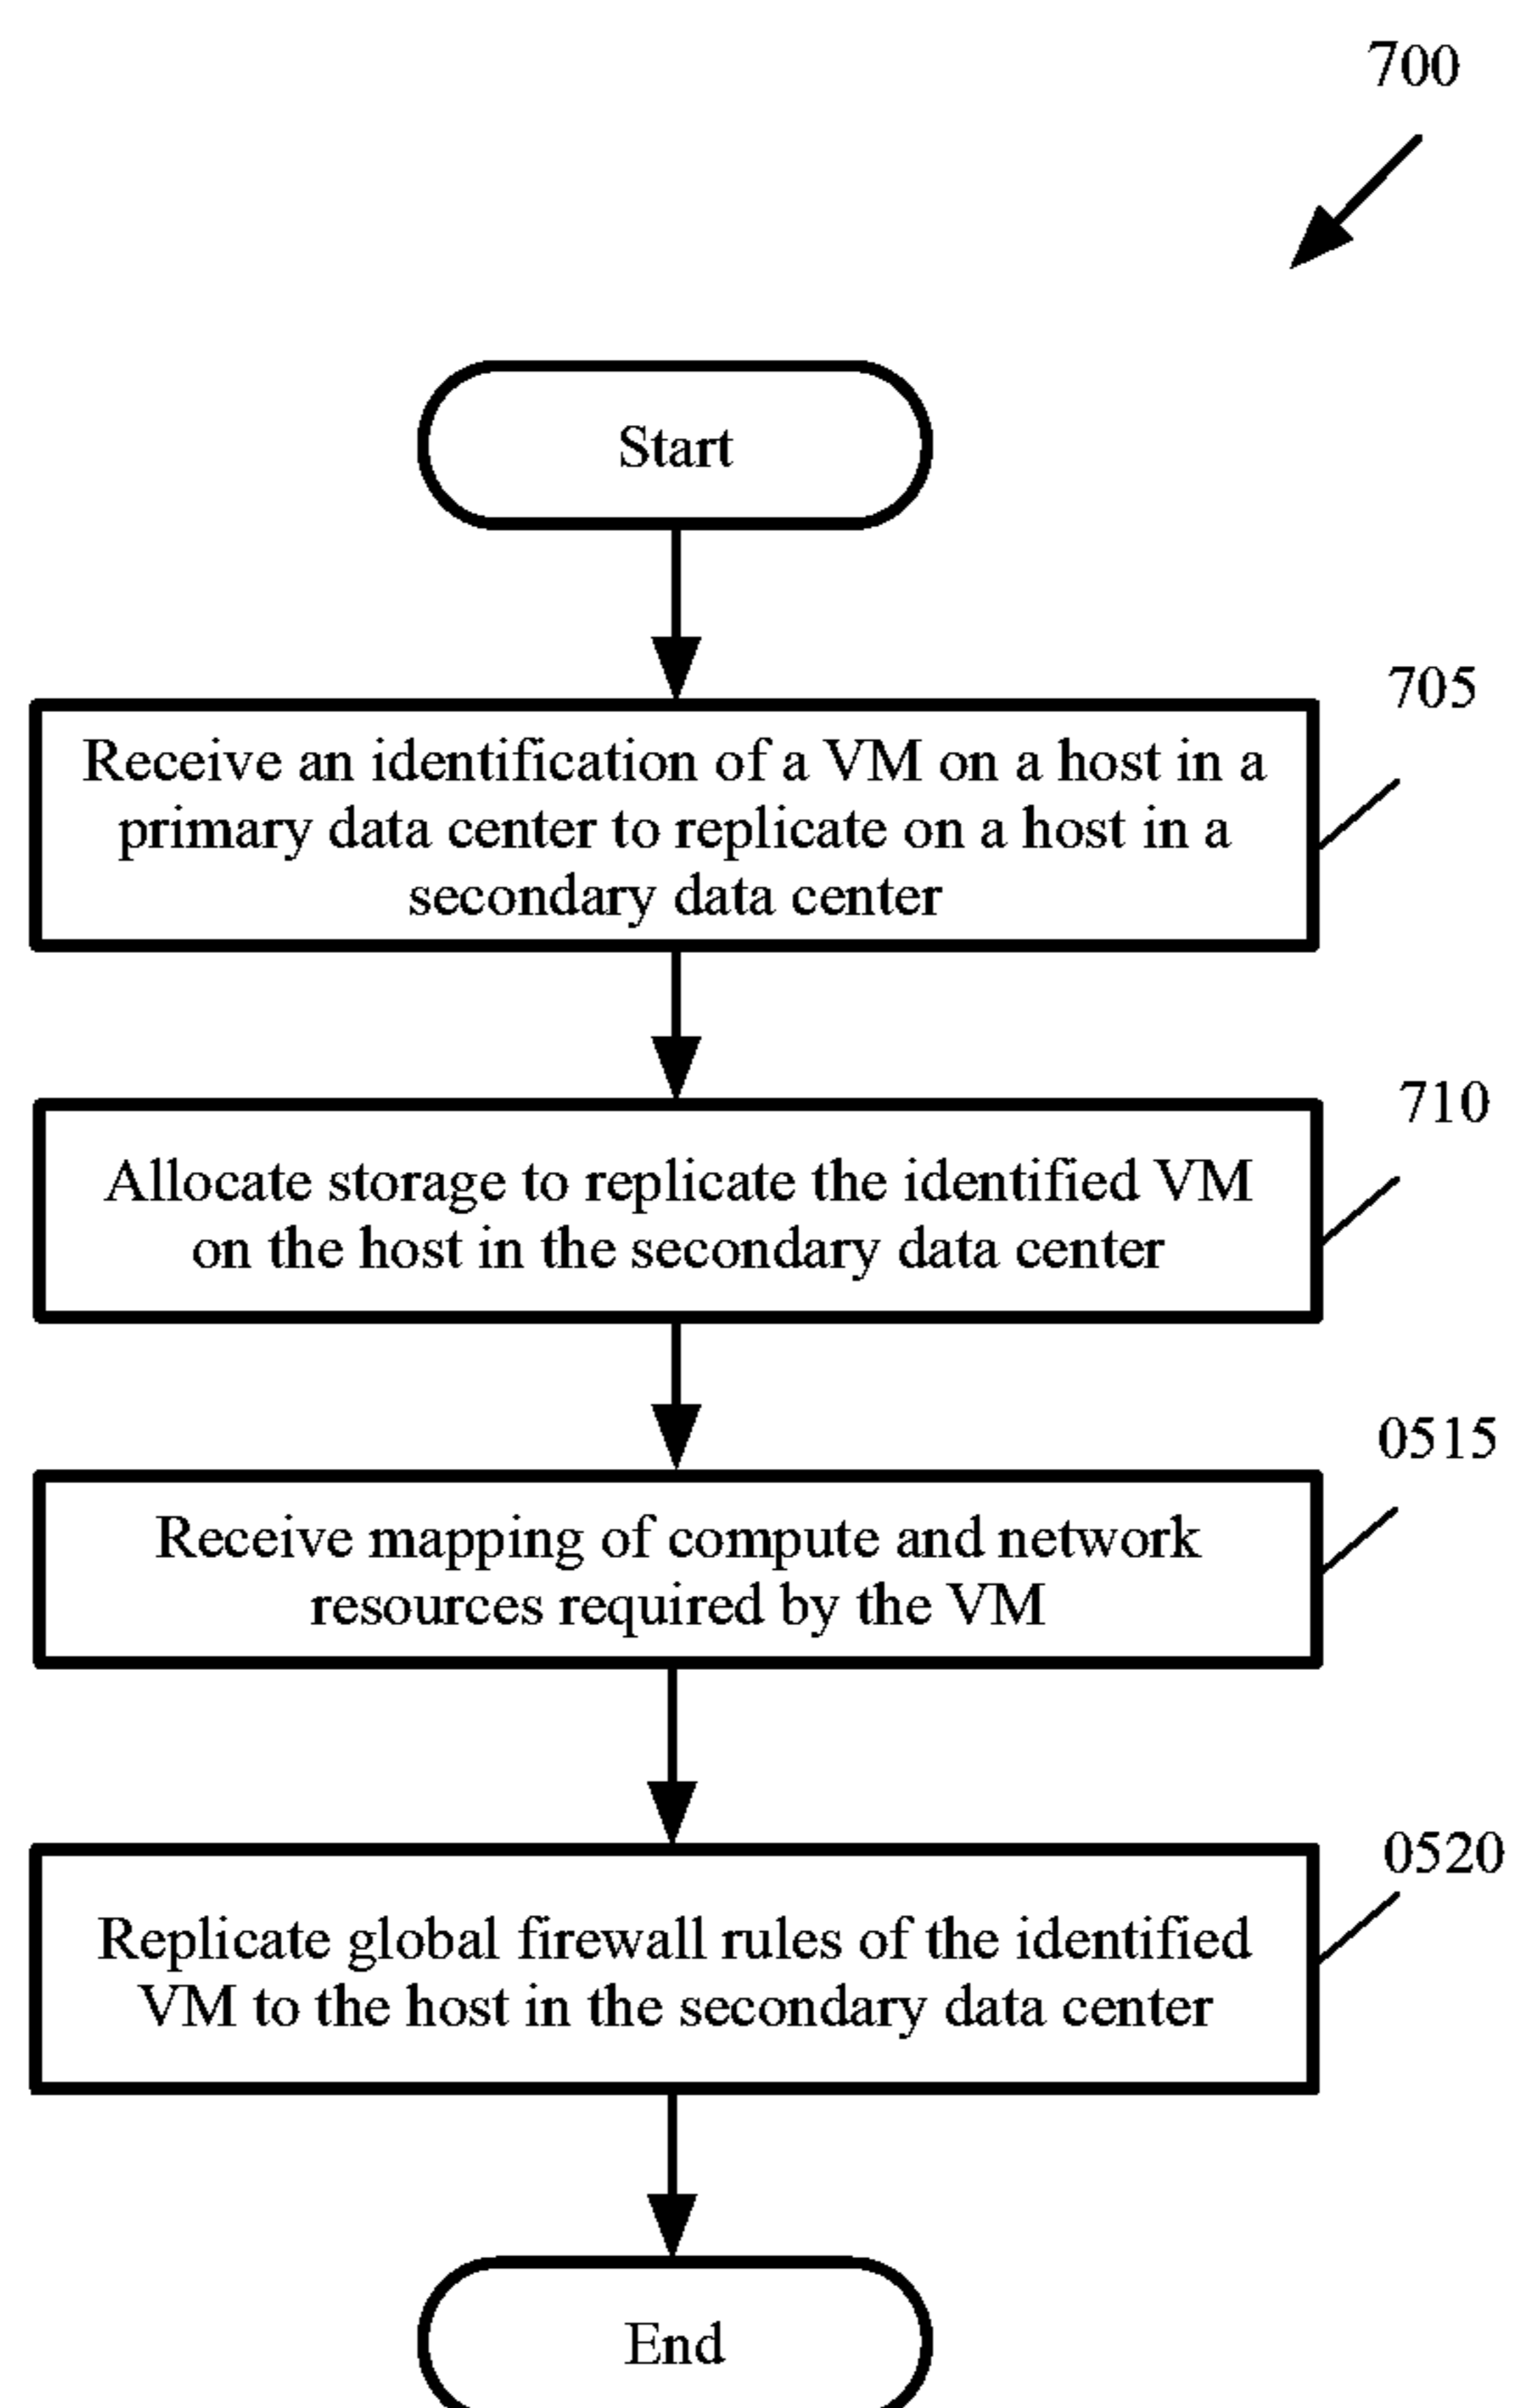 700
Start
705
Receive an identification of a VM on a host in a
primary data center to replicate on a host in a
secondary data center
710
Allocate storage to replicate the identified VM
on the host in the secondary data center
0515
Receive mapping of compute and network
resources required by the VM
0520
Replicate global firewall rules of the identified
VM to the host in the secondary data center
End